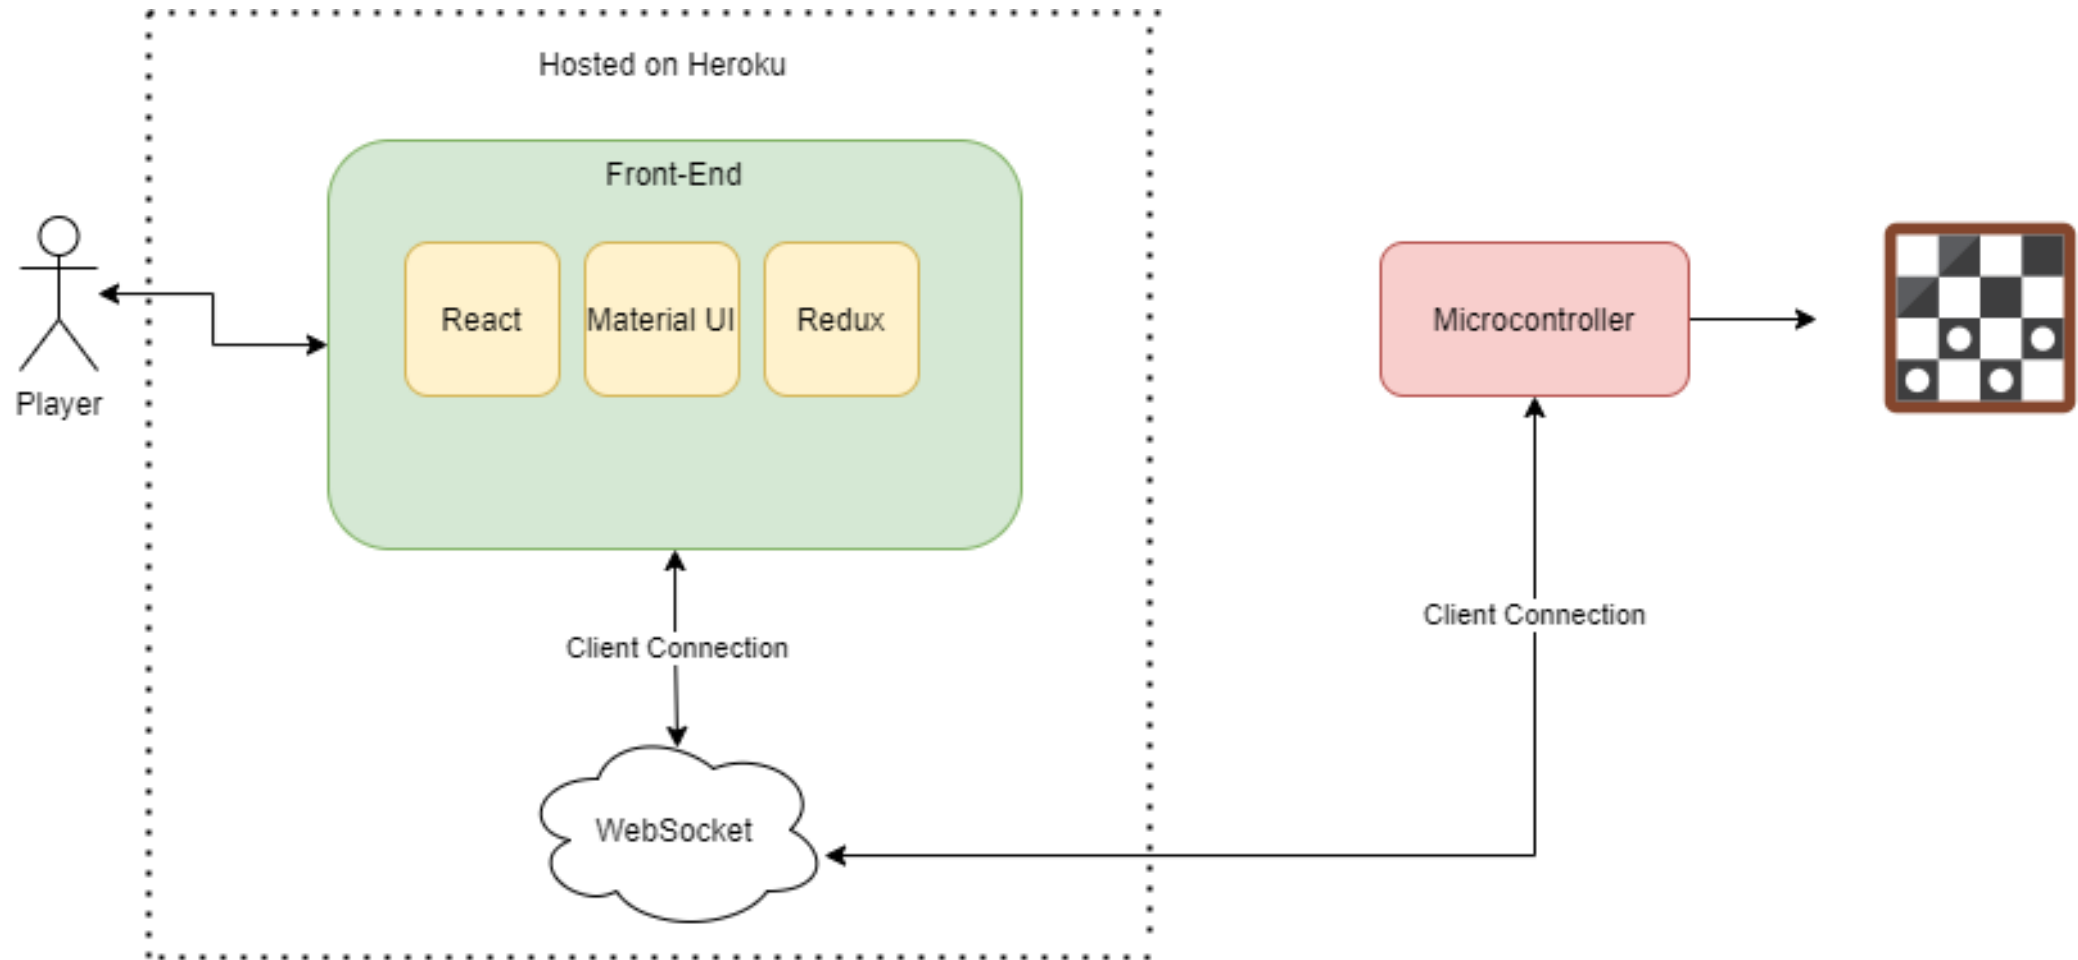 Hosted on Heroku
Front-End
React
Material UI
Redux
Player
Microcontroller
Client Connection
Client Connection
WebSocket